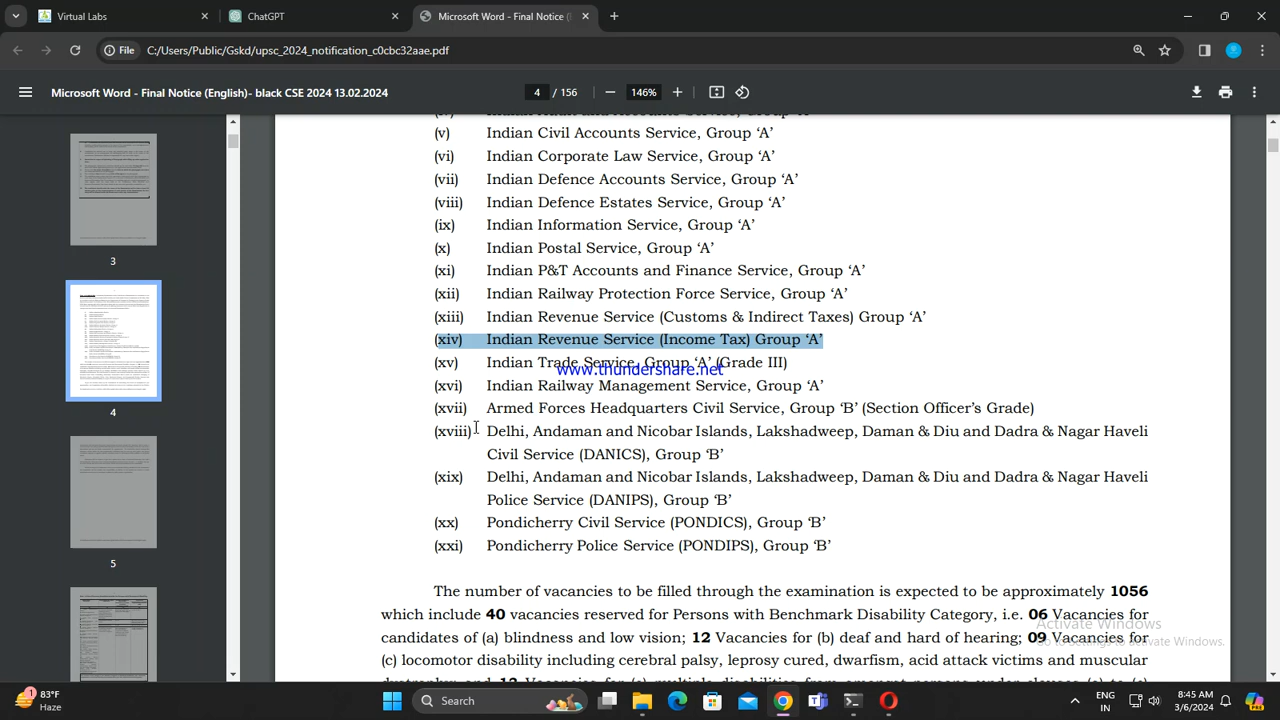 Virtual Labs
ChatGPT
Microsoft Word - Final Notice (
File
C:/Users/Public/Gskd/upsc_2024_notification_c0cbc32aae.pdf
Microsoft Word - Final Notice (English)- black CSE 2024 13.02.2024
4 / 156
146%
3
4
5
(v) Indian Civil Accounts Service, Group ‘A’
(vi) Indian Corporate Law Service, Group ‘A’
(vii) Indian Defence Accounts Service, Group ‘A’
(viii) Indian Defence Estates Service, Group ‘A’
(ix) Indian Information Service, Group ‘A’
(x) Indian Postal Service, Group ‘A’
(xi) Indian P&T Accounts and Finance Service, Group ‘A’
(xii) Indian Railway Protection Force Service, Group ‘A’
(xiii) Indian Revenue Service (Customs & Indirect Taxes) Group ‘A’
(xiv) Indian Revenue Service (Income Tax) Group ‘A’
(xv) Indian Trade Service, Group ‘A’ (Grade III)
www.thundershare.net
(xvi) Indian Railway Management Service, Group ‘A’
(xvii) Armed Forces Headquarters Civil Service, Group ‘B’ (Section Officer’s Grade)
(xviii) Delhi, Andaman and Nicobar Islands, Lakshadweep, Daman & Diu and Dadra & Nagar Haveli
Civil Service (DANICS), Group ‘B’
(xix) Delhi, Andaman and Nicobar Islands, Lakshadweep, Daman & Diu and Dadra & Nagar Haveli
Police Service (DANIPS), Group ‘B’
(xx) Pondicherry Civil Service (PONDICS), Group ‘B’
(xxi) Pondicherry Police Service (PONDIPS), Group ‘B’
The number of vacancies to be filled through the examination is expected to be approximately 1056
which include 40 vacancies reserved for Persons with Benchmark Disability Category, i.e. 06 Vacancies for
candidates of (a) blindness and low vision; 12 Vacancies for (b) deaf and hard of hearing; 09 Vacancies for
(c) locomotor disability including cerebral palsy, leprosy cured, dwarfism, acid attack victims and muscular
Activate Windows
Go to Settings to activate Windows.
1
83°F
Haze
Search
ENG
IN
8:45 AM
3/6/2024